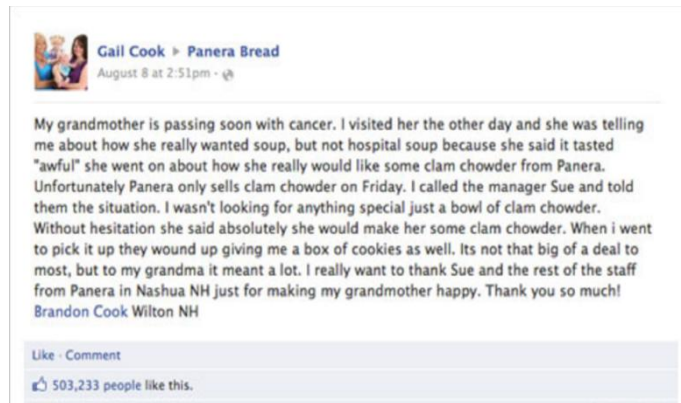 Gail Cook ▸ Panera Bread
August 8 at 2:51pm ·
My grandmother is passing soon with cancer. I visited her the other day and she was telling
me about how she really wanted soup, but not hospital soup because she said it tasted
"awful" she went on about how she really would like some clam chowder from Panera.
Unfortunately Panera only sells clam chowder on Friday. I called the manager Sue and told
them the situation. I wasn't looking for anything special just a bowl of clam chowder.
Without hesitation she said absolutely she would make her some clam chowder. When i went
to pick it up they wound up giving me a box of cookies as well. Its not that big of a deal to
most, but to my grandma it meant a lot. I really want to thank Sue and the rest of the staff
from Panera in Nashua NH just for making my grandmother happy. Thank you so much!
Brandon Cook Wilton NH
Like · Comment
503,233 people like this.